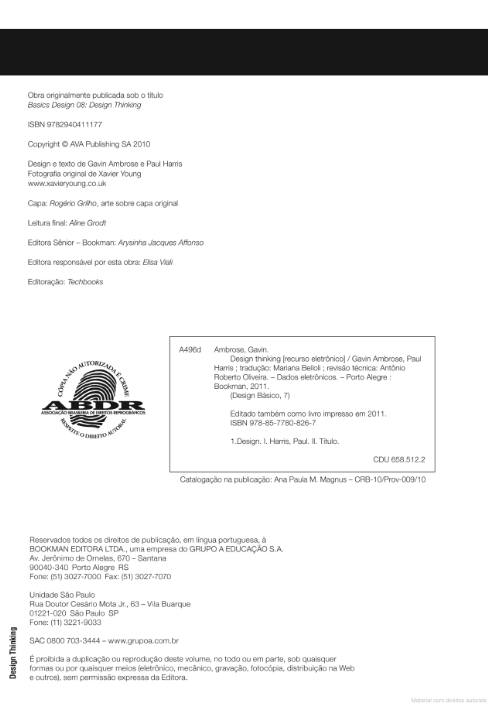 Obra originalmente publicada sob o título
Basics Design 08: Design Thinking
ISBN 9782940411177
Copyright © AVA Publishing SA 2010
Design e texto de Gavin Ambrose e Paul Harris
Fotografia original de Xavier Young
www.xavieryoung.co.uk
Capa: Rogério Grilho, arte sobre capa original
Leitura final: Aline Grodt
Editora Sênior – Bookman: Arysinha Jacques Affonso
Editora responsável por esta obra: Elisa Viali
Editoração: Techbooks
CÓPIA NÃO AUTORIZADA É CRIME
ABDR
ASSOCIAÇÃO BRASILEIRA DE DIREITOS REPROGRÁFICOS
RESPEITE O DIREITO AUTORAL
A496d Ambrose, Gavin.
Design thinking [recurso eletrônico] / Gavin Ambrose, Paul
Harris ; tradução: Mariana Belloli ; revisão técnica: Antônio
Roberto Oliveira. – Dados eletrônicos. – Porto Alegre :
Bookman, 2011.
(Design Básico, 7)
Editado também como livro impresso em 2011.
ISBN 978-85-7780-826-7
1.Design. I. Harris, Paul. II. Título.
CDU 658.512.2
Catalogação na publicação: Ana Paula M. Magnus – CRB-10/Prov-009/10
Reservados todos os direitos de publicação, em língua portuguesa, à
BOOKMAN EDITORA LTDA., uma empresa do GRUPO A EDUCAÇÃO S.A.
Av. Jerônimo de Ornelas, 670 – Santana
90040-340 Porto Alegre RS
Fone: (51) 3027-7000 Fax: (51) 3027-7070
Unidade São Paulo
Rua Doutor Cesário Mota Jr., 63 – Vila Buarque
01221-020 São Paulo SP
Fone: (11) 3221-9033
SAC 0800 703-3444 – www.grupoa.com.br
É proibida a duplicação ou reprodução deste volume, no todo ou em parte, sob quaisquer
formas ou por quaisquer meios (eletrônico, mecânico, gravação, fotocópia, distribuição na Web
e outros), sem permissão expressa da Editora.
Design Thinking
Material com direitos autorais